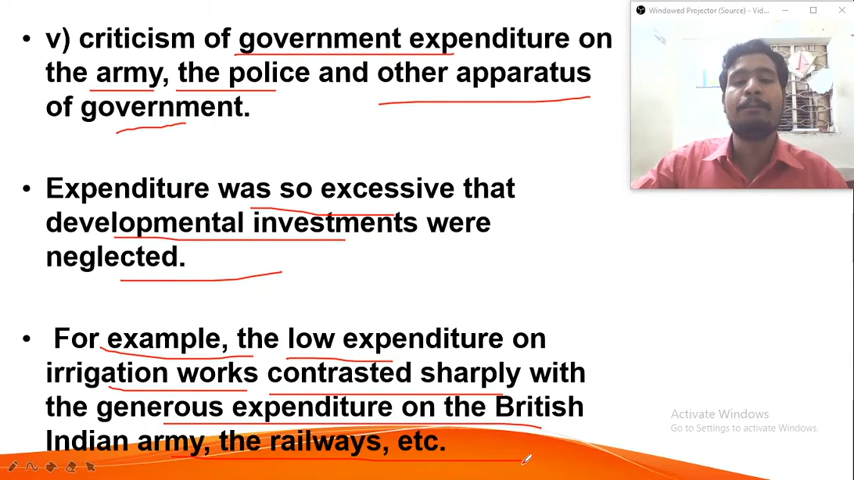 Windowed Projector (Source) - Vid...
• v) criticism of government expenditure on
the army, the police and other apparatus
of government.
• Expenditure was so excessive that
developmental investments were
neglected.
• For example, the low expenditure on
irrigation works contrasted sharply with
the generous expenditure on the British
Indian army, the railways, etc.
Activate Windows
Go to Settings to activate Windows.